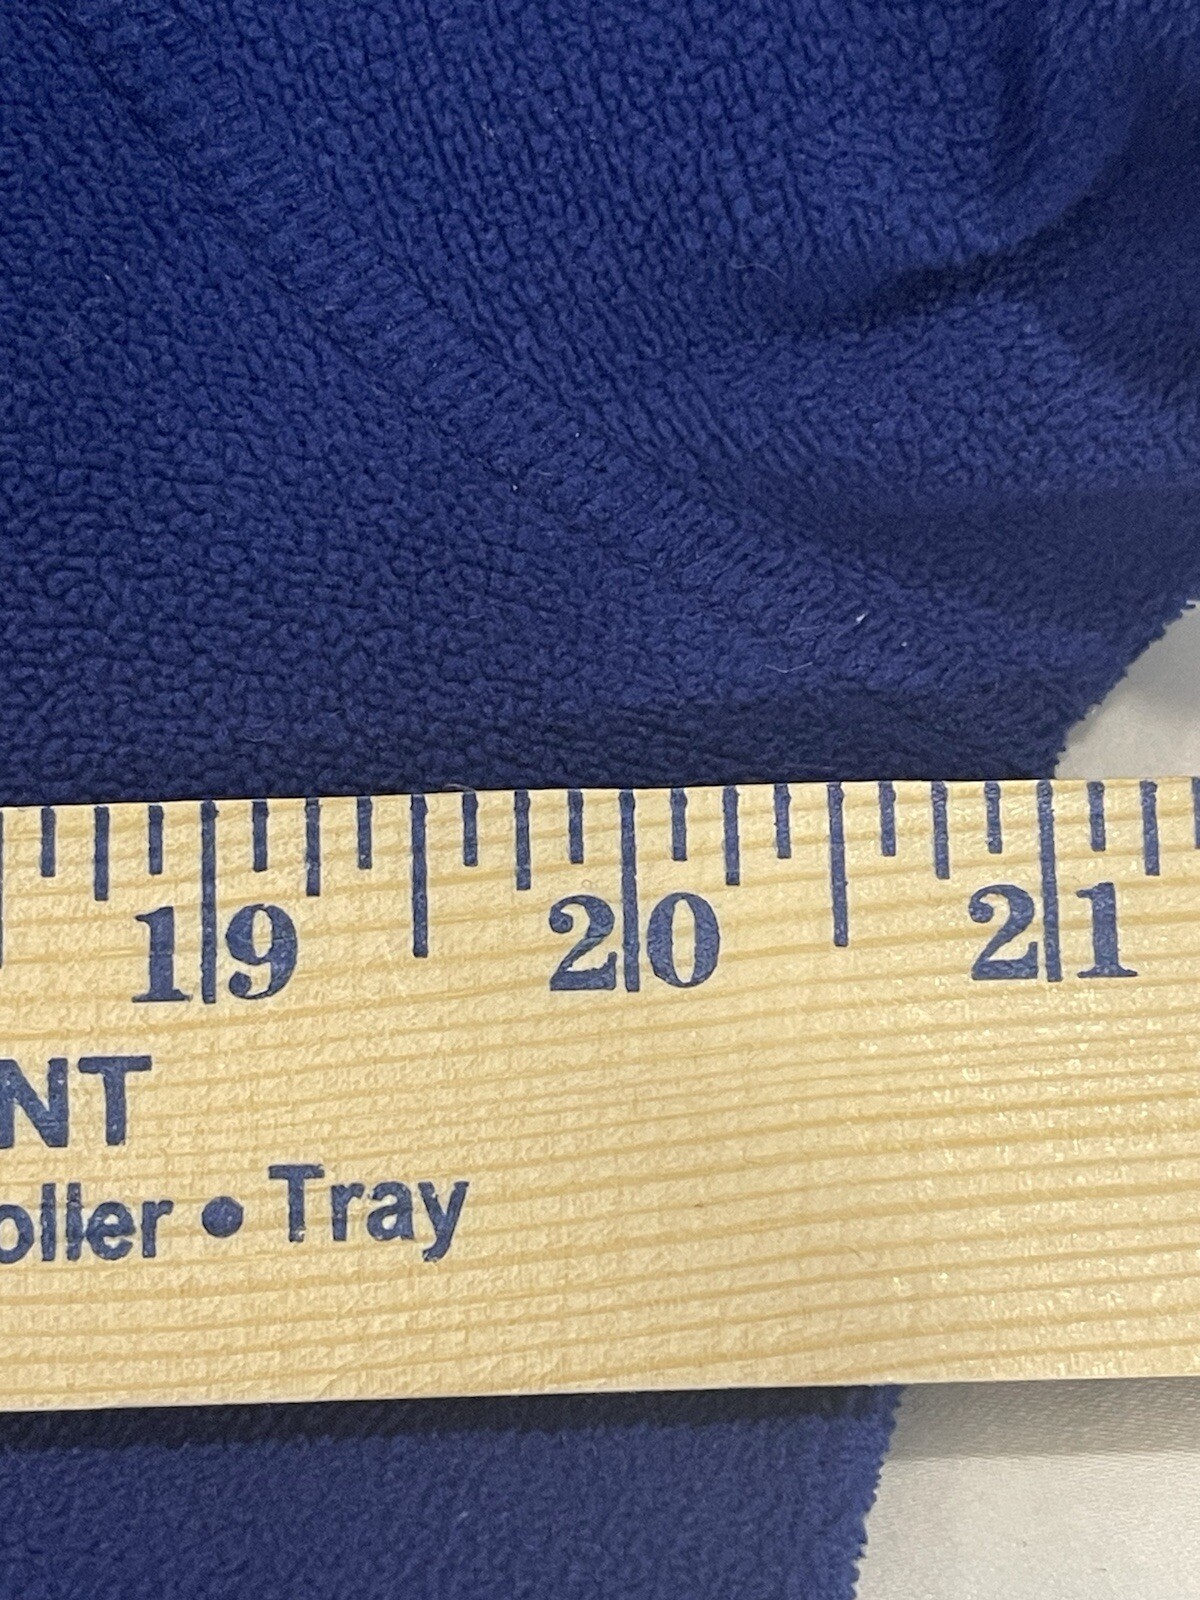 19 20 21
NT
oller • Tray